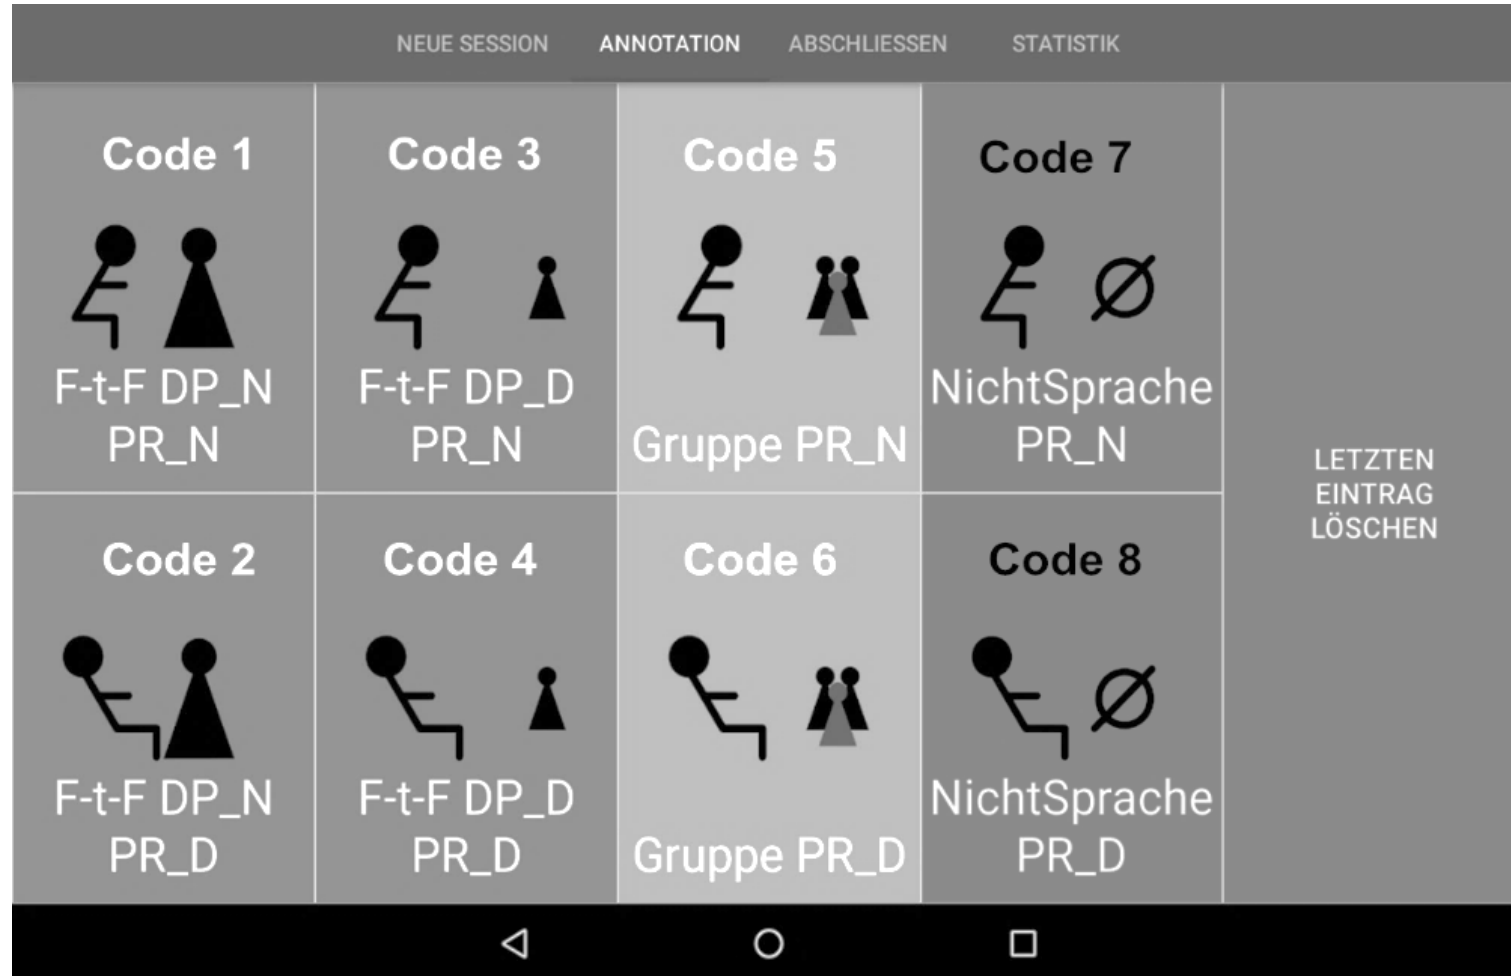 NEUE SESSION
ANNOTATION
ABSCHLIESSEN
STATISTIK
Code 1
F-t-F DP_N
PR_N
Code 3
F-t-F DP_D
PR_N
Code 5
Gruppe PR_N
Code 7
NichtSprache
PR_N
Code 2
F-t-F DP_N
PR_D
Code 4
F-t-F DP_D
PR_D
Code 6
Gruppe PR_D
Code 8
NichtSprache
PR_D
LETZTEN
EINTRAG
LÖSCHEN